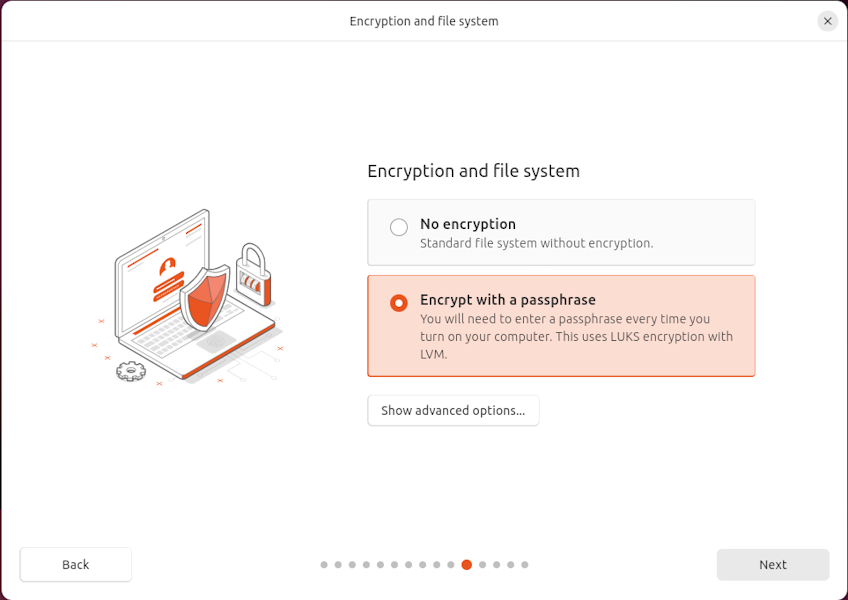 Encryption and file system
Encryption and file system
No encryption
Standard file system without encryption.
Encrypt with a passphrase
You will need to enter a passphrase every time you
turn on your computer. This uses LUKS encryption with
LVM.
Show advanced options...
Back
Next